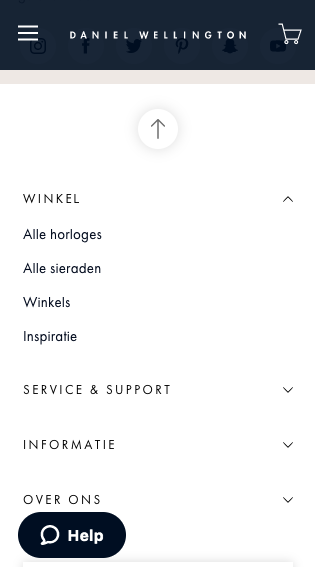 DANIEL WELLINGTON
WINKEL
Alle horloges
Alle sieraden
Winkels
Inspiratie
SERVICE & SUPPORT
INFORMATIE
OVER ONS
Help